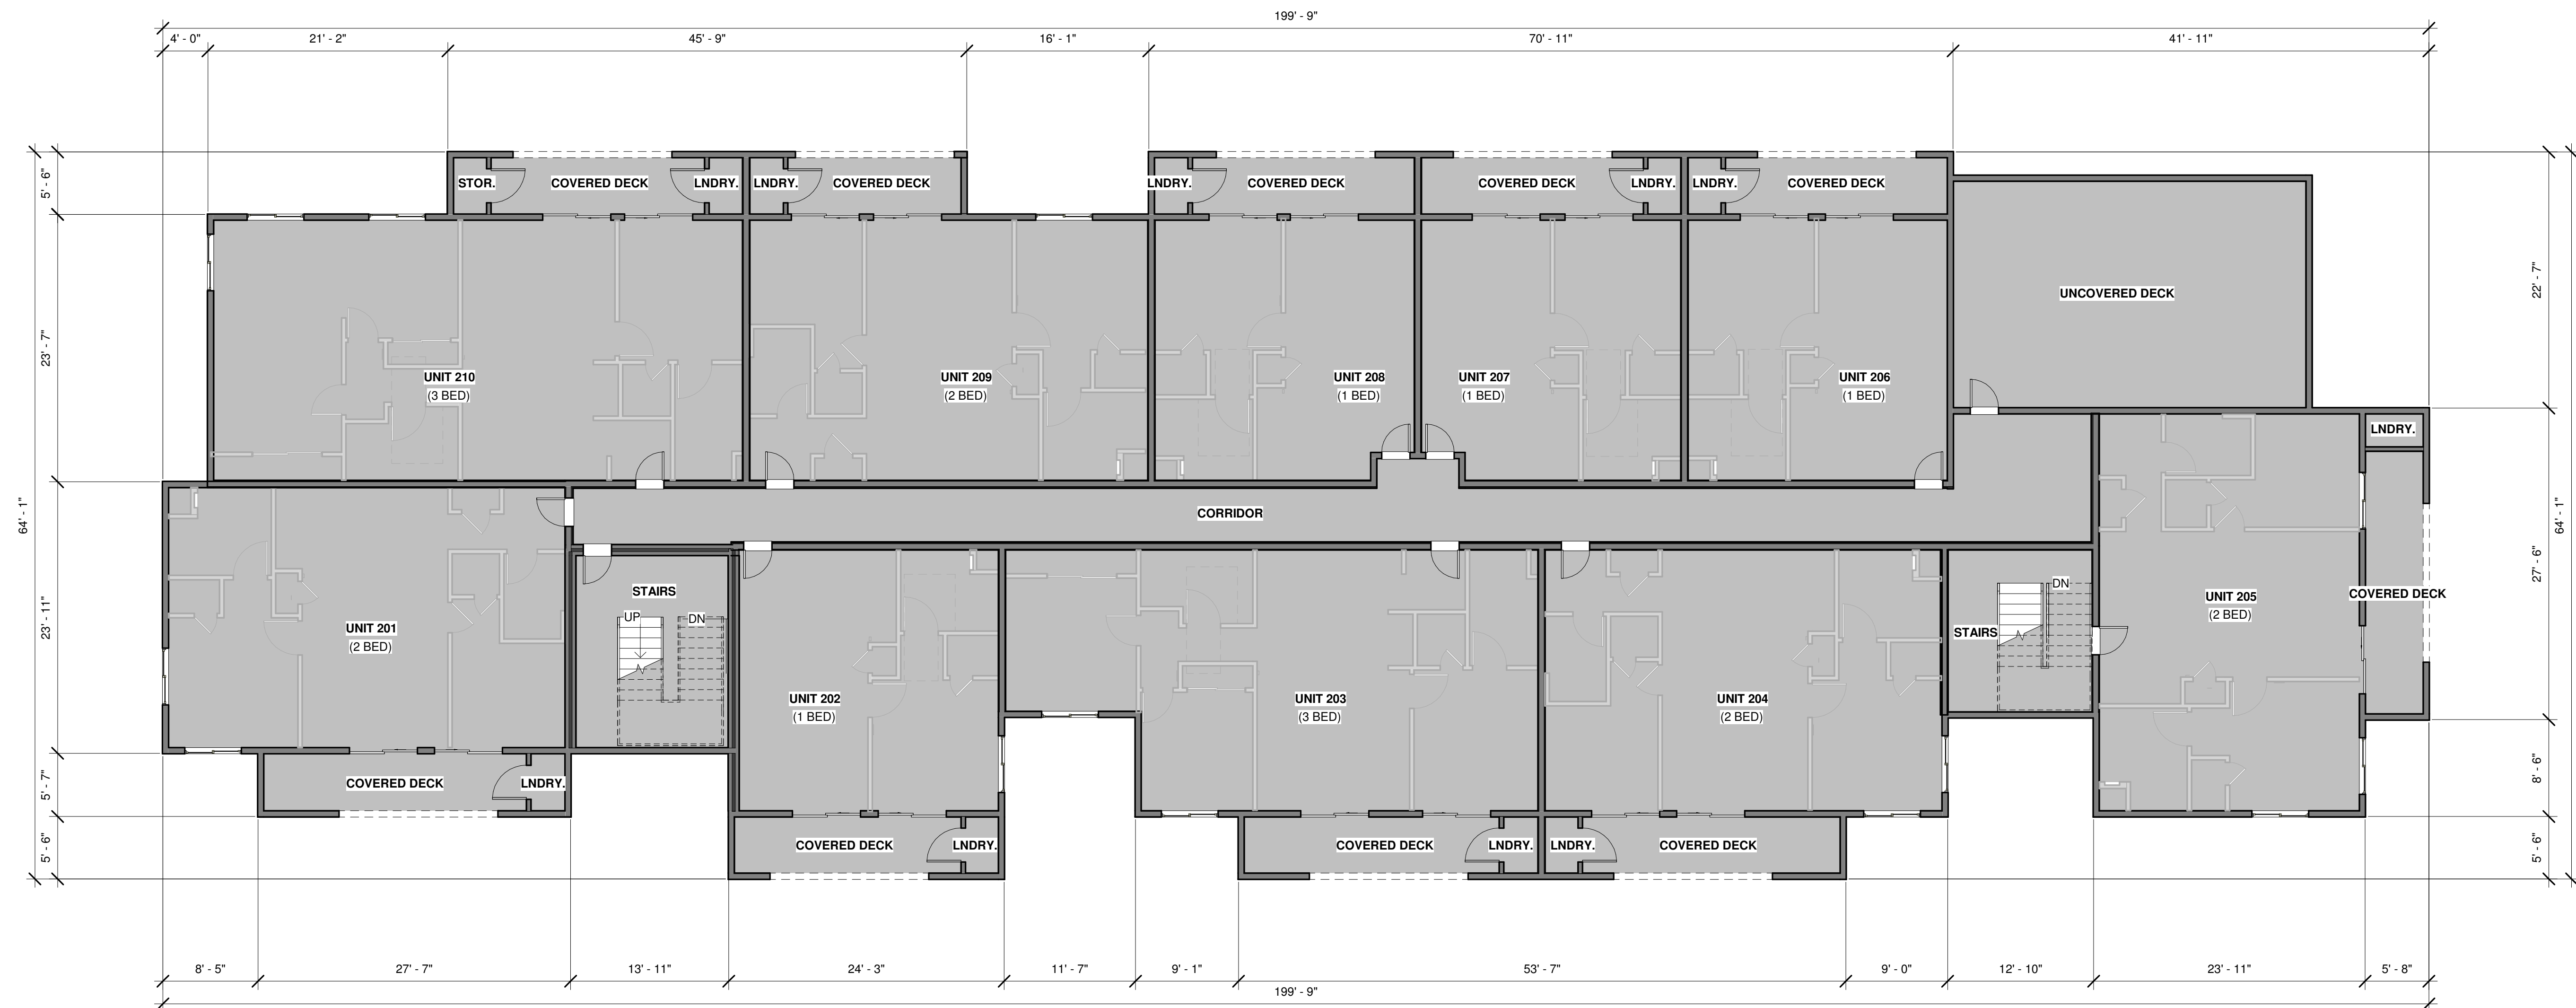 199' - 9"
4' - 0"
21' - 2"
45' - 9"
16' - 1"
70' - 11"
41' - 11"
5' - 6"
23' - 7"
64' - 1"
23' - 11"
5' - 7"
5' - 6"
STOR.
COVERED DECK
LNDRY.
LNDRY.
COVERED DECK
LNDRY.
COVERED DECK
COVERED DECK
LNDRY.
LNDRY.
COVERED DECK
UNCOVERED DECK
22' - 7"
UNIT 210
(3 BED)
UNIT 209
(2 BED)
UNIT 208
(1 BED)
UNIT 207
(1 BED)
UNIT 206
(1 BED)
LNDRY.
CORRIDOR
64' - 1"
27' - 6"
STAIRS
UP
DN
DN
STAIRS
UNIT 205
(2 BED)
COVERED DECK
UNIT 201
(2 BED)
UNIT 202
(1 BED)
UNIT 203
(3 BED)
UNIT 204
(2 BED)
COVERED DECK
LNDRY.
8' - 6"
COVERED DECK
LNDRY.
COVERED DECK
LNDRY.
LNDRY.
COVERED DECK
5' - 6"
8' - 5"
27' - 7"
13' - 11"
24' - 3"
11' - 7"
9' - 1"
53' - 7"
9' - 0"
12' - 10"
23' - 11"
5' - 8"
199' - 9"